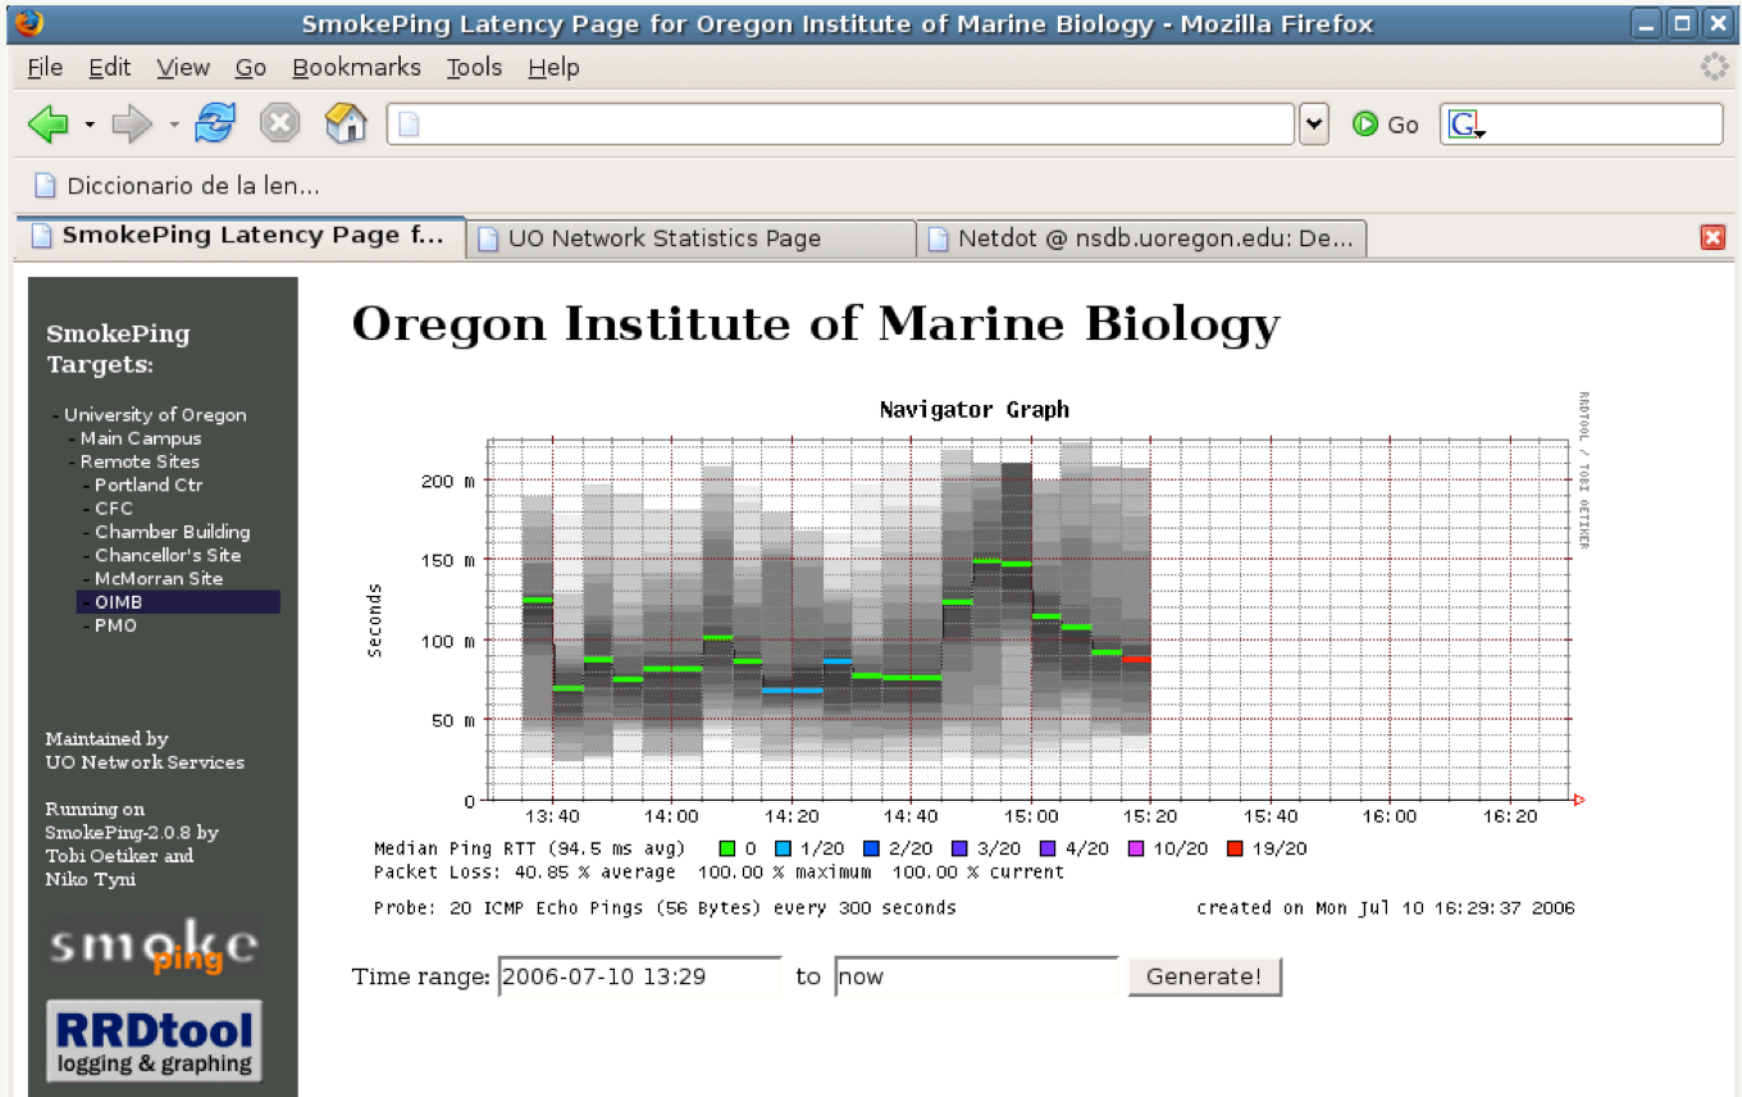 SmokePing Latency Page for Oregon Institute of Marine Biology - Mozilla Firefox
File Edit View Go Bookmarks Tools Help
Go
G
Diccionario de la len...
SmokePing Latency Page f...
UO Network Statistics Page
Netdot @ nsdb.uoregon.edu: De...
SmokePing
Targets:
- University of Oregon
- Main Campus
- Remote Sites
- Portland Ctr
- CFC
- Chamber Building
- Chancellor's Site
- McMorran Site
- OIMB
- PMO
Maintained by
UO Network Services
Running on
SmokePing-2.0.8 by
Tobi Oetiker and
Niko Tyni
smoke
ping
RRDtool
logging & graphing
Oregon Institute of Marine Biology
Navigator Graph
RRDTOOL / TOBI OETIKER
Seconds
200 m
150 m
100 m
50 m
0
13:40 14:00 14:20 14:40 15:00 15:20 15:40 16:00 16:20
Median Ping RTT (94.5 ms avg) 0 1/20 2/20 3/20 4/20 10/20 19/20
Packet Loss: 40.85 % average 100.00 % maximum 100.00 % current
Probe: 20 ICMP Echo Pings (56 Bytes) every 300 seconds created on Mon Jul 10 16:29:37 2006
Time range: 2006-07-10 13:29 to now Generate!